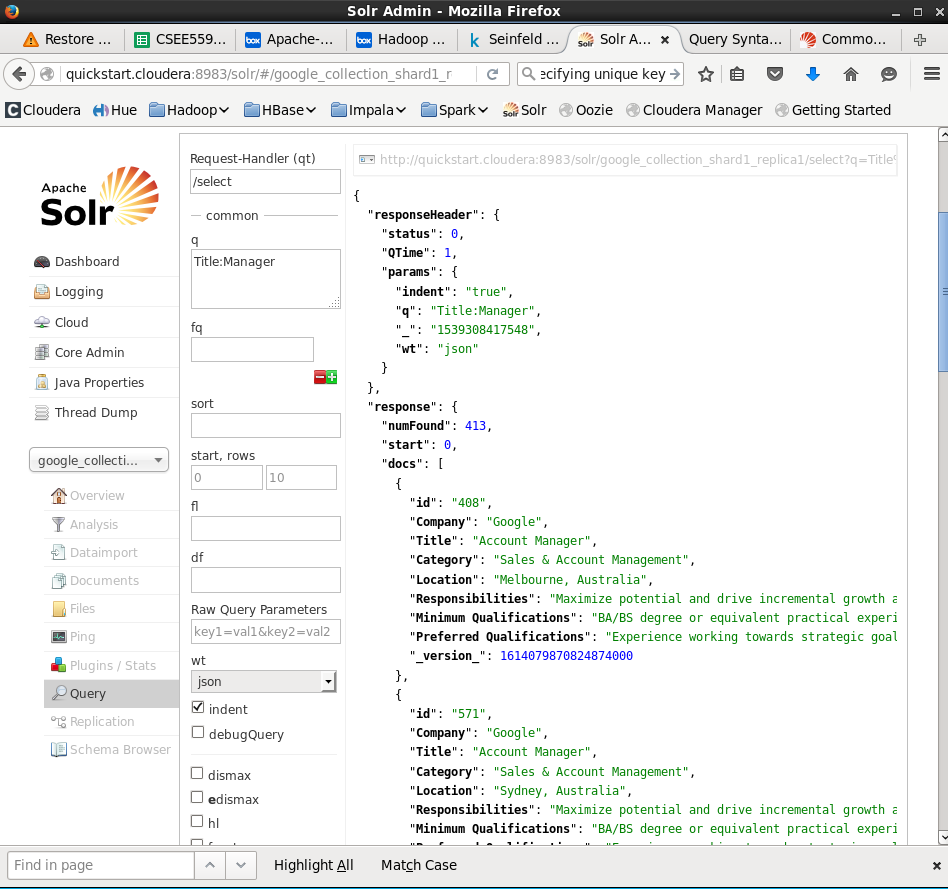 Solr Admin - Mozilla Firefox
Restore ...
CSEE559...
box Apache-...
box Hadoop ...
k Seinfeld ...
Solr A...
Query Synta...
Commo...
quickstart.cloudera:8983/solr/#/google_collection_shard1_r
ecifying unique key
C Cloudera
Hue
Hadoop
HBase
Impala
Spark
Solr
Oozie
Cloudera Manager
Getting Started
Apache
Solr
Dashboard
Logging
Cloud
Core Admin
Java Properties
Thread Dump
google_collecti...
Overview
Analysis
Dataimport
Documents
Files
Ping
Plugins / Stats
Query
Replication
Schema Browser
Request-Handler (qt)
/select
common
q
Title:Manager
fq
sort
start, rows
0
10
fl
df
Raw Query Parameters
key1=val1&key2=val2
wt
json
indent
debugQuery
dismax
edismax
hl
http://quickstart.cloudera:8983/solr/google_collection_shard1_replica1/select?q=Title%
{
"responseHeader": {
"status": 0,
"QTime": 1,
"params": {
"indent": "true",
"q": "Title:Manager",
"_": "1539308417548",
"wt": "json"
}
},
"response": {
"numFound": 413,
"start": 0,
"docs": [
{
"id": "408",
"Company": "Google",
"Title": "Account Manager",
"Category": "Sales & Account Management",
"Location": "Melbourne, Australia",
"Responsibilities": "Maximize potential and drive incremental growth a
"Minimum Qualifications": "BA/BS degree or equivalent practical experi
"Preferred Qualifications": "Experience working towards strategic goal
"_version_": 1614079870824874000
},
{
"id": "571",
"Company": "Google",
"Title": "Account Manager",
"Category": "Sales & Account Management",
"Location": "Sydney, Australia",
"Responsibilities": "Maximize potential and drive incremental growth a
"Minimum Qualifications": "BA/BS degree or equivalent practical experi
Find in page
Highlight All
Match Case